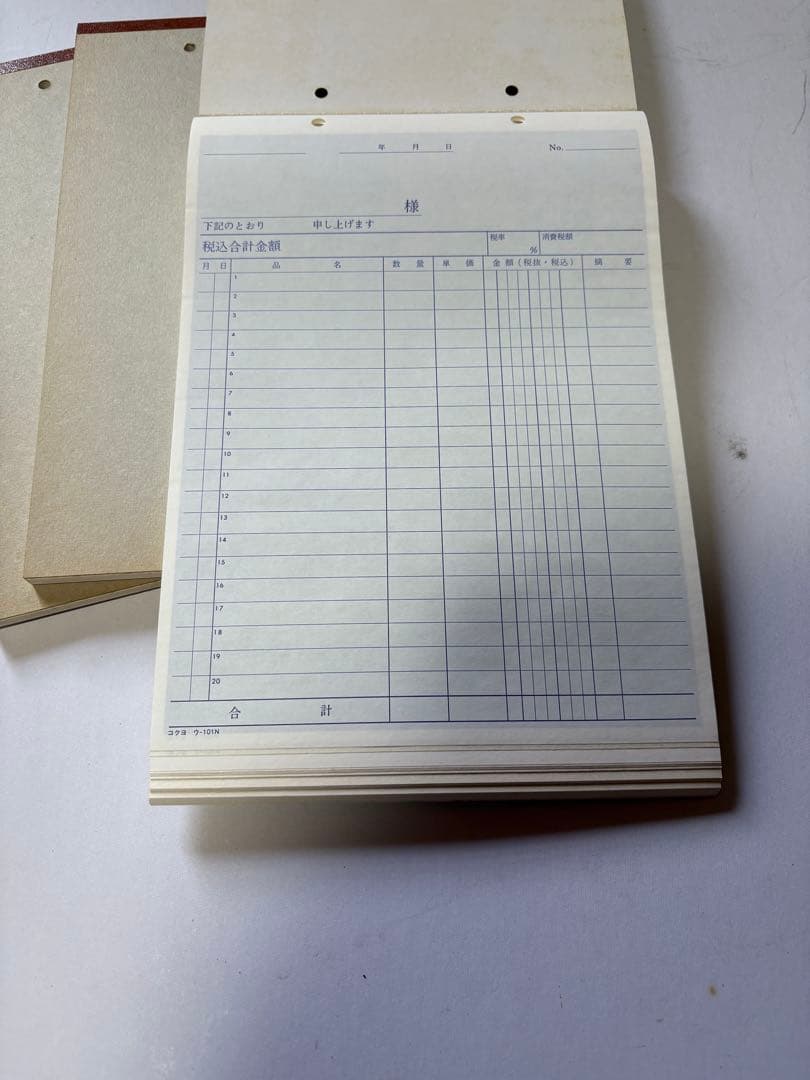 年 月 日 No.
様
下記のとおり 申し上げます
税込合計金額 税率 % 消費税額
月 日 品 名 数 量 単 価 金 額 (税抜・税込) 摘 要
1
2
3
4
5
6
7
8
9
10
11
12
13
14
15
16
17
18
19
20
合 計
コクヨ ウ-101N